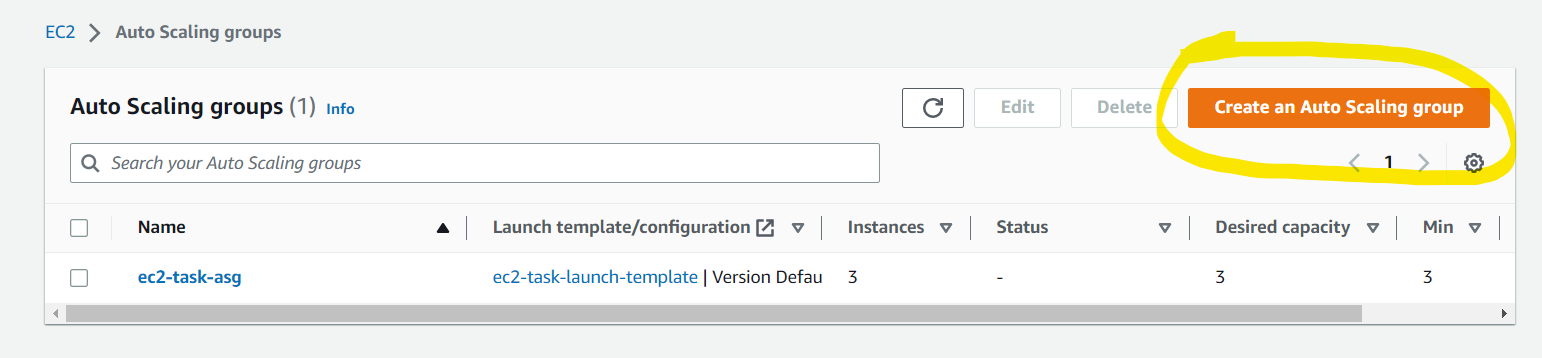 EC2 Auto Scaling groups
Auto Scaling groups (1) Info Edit Delete Create an Auto Scaling group
Search your Auto Scaling groups 1
Name Launch template/configuration Instances Status Desired capacity Min
ec2-task-asg ec2-task-launch-template | Version Defau 3 - 3 3